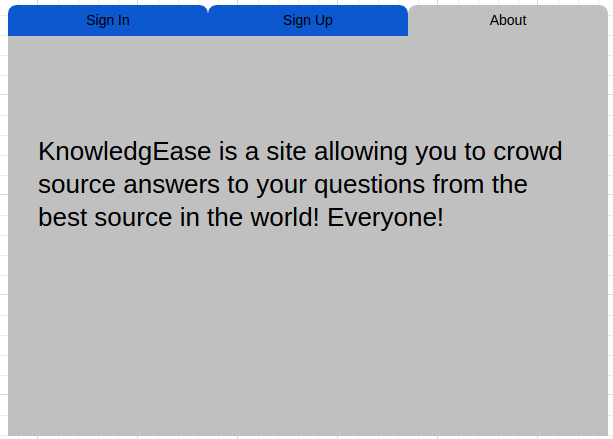 Sign In
Sign Up
About
KnowledgEase is a site allowing you to crowd
source answers to your questions from the
best source in the world! Everyone!